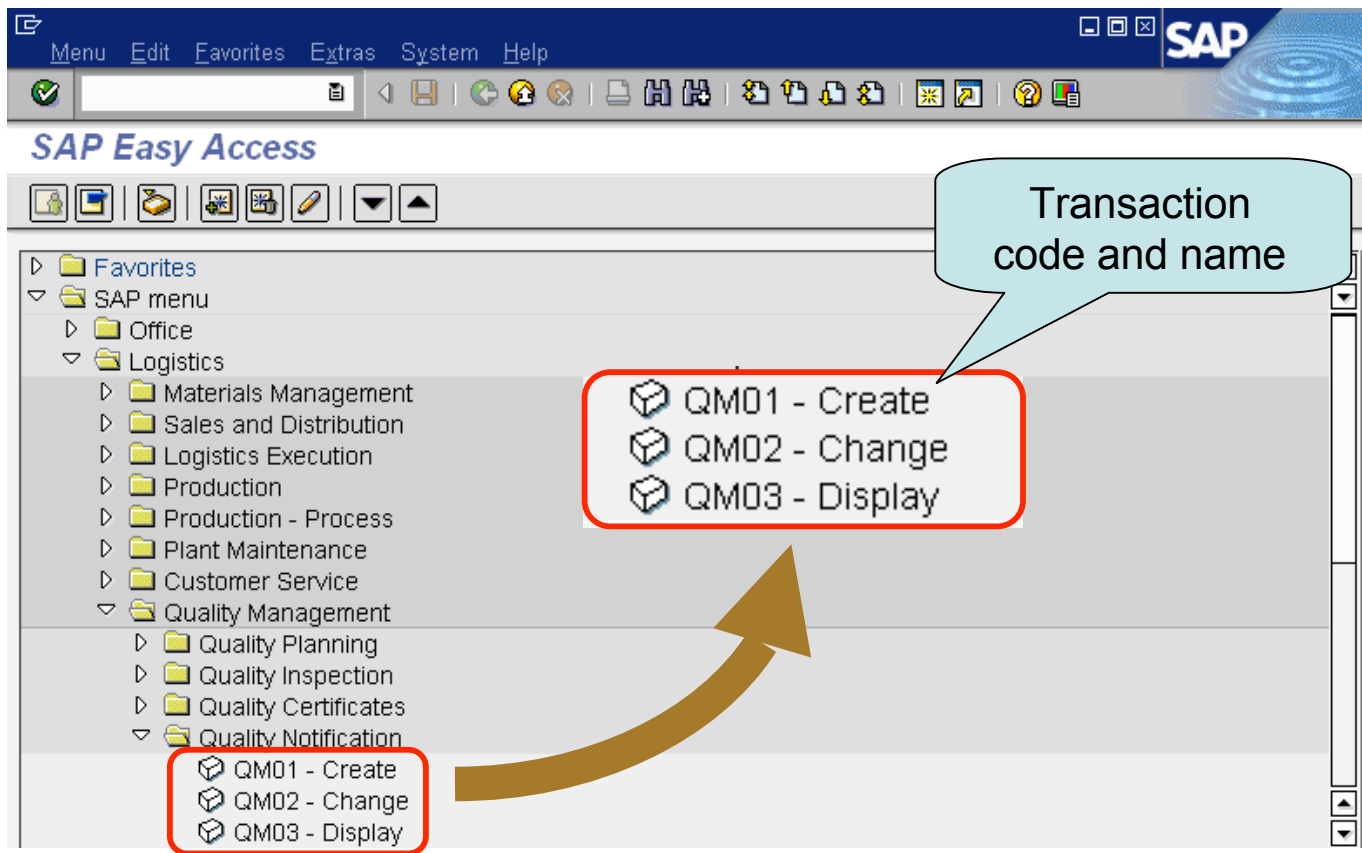 Menu Edit Favorites Extras System Help
SAP
SAP Easy Access
Transaction
code and name
Favorites
SAP menu
Office
Logistics
Materials Management
Sales and Distribution
Logistics Execution
Production
Production - Process
Plant Maintenance
Customer Service
Quality Management
Quality Planning
Quality Inspection
Quality Certificates
Quality Notification
QM01 - Create
QM02 - Change
QM03 - Display
QM01 - Create
QM02 - Change
QM03 - Display